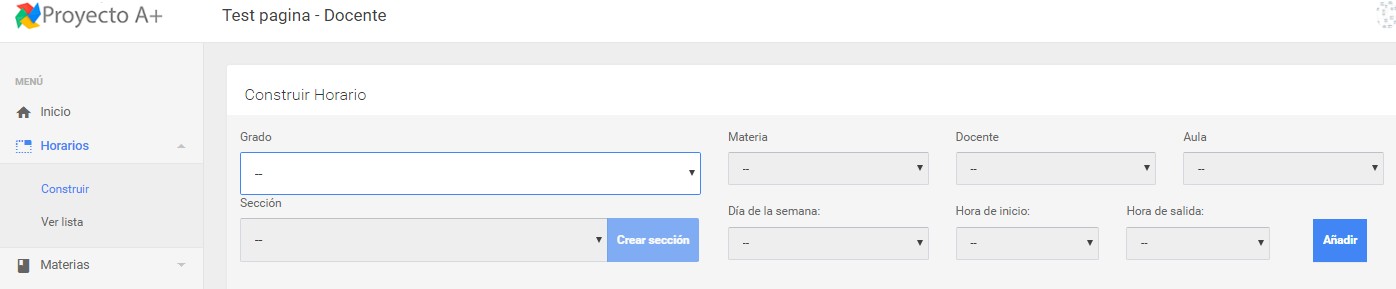 Proyecto A+
Test pagina - Docente
MENÚ
Inicio
Horarios
Construir
Ver lista
Materias
Construir Horario
Grado
--
Sección
--
Crear sección
Materia
--
Docente
--
Aula
--
Día de la semana:
--
Hora de inicio:
--
Hora de salida:
--
Añadir